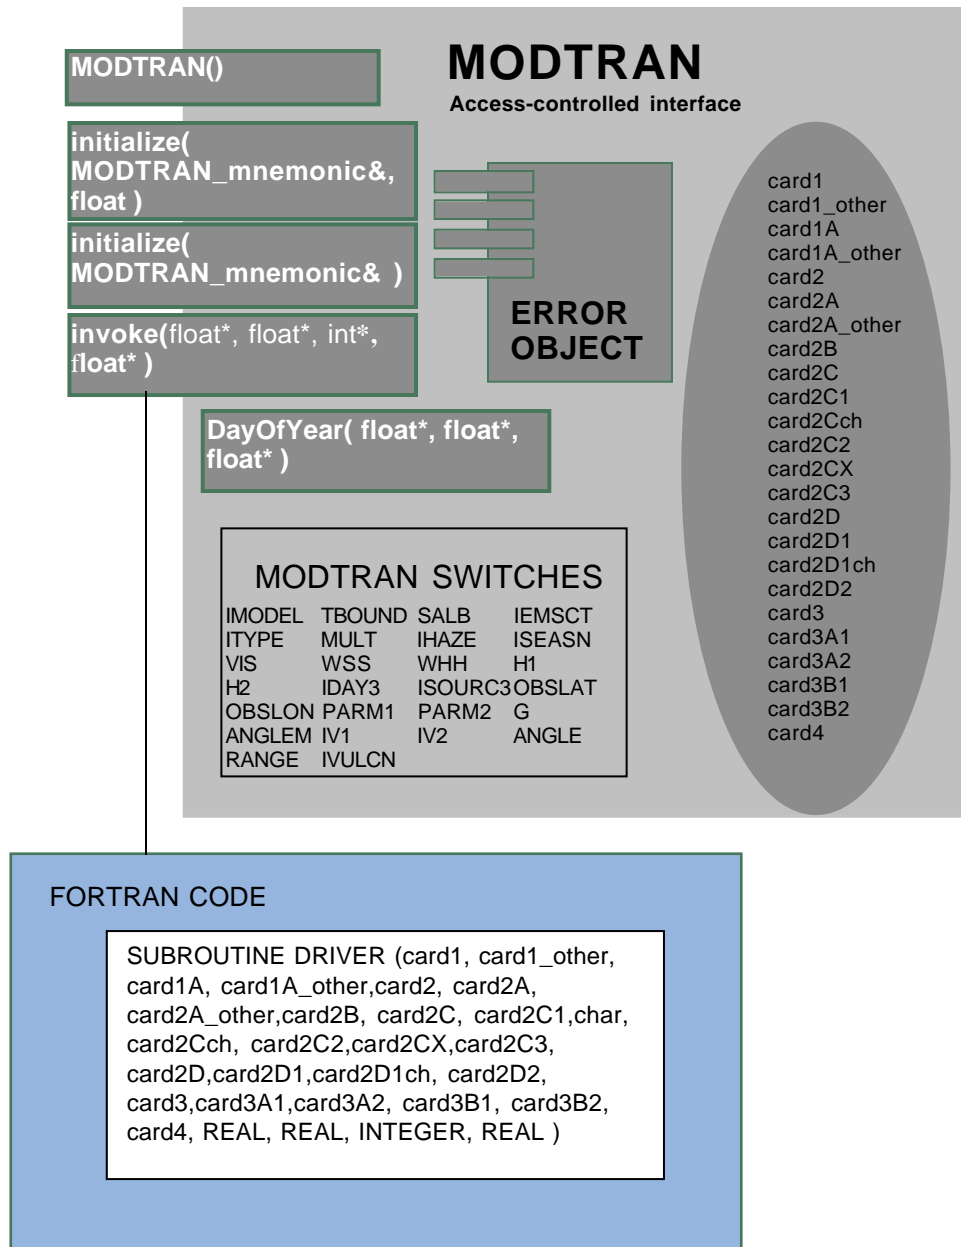 MODTRAN()
MODTRAN
Access-controlled interface
initialize(
MODTRAN_mnemonic&,
float )
initialize(
MODTRAN_mnemonic& )
invoke(float*, float*, int*,
float* )
ERROR
OBJECT
DayOfYear( float*, float*,
float* )
card1
card1_other
card1A
card1A_other
card2
card2A
card2A_other
card2B
card2C
card2C1
card2Cch
card2C2
card2CX
card2C3
card2D
card2D1
card2D1ch
card2D2
card3
card3A1
card3A2
card3B1
card3B2
card4
MODTRAN SWITCHES
IMODEL TBOUND SALB IEMSCT
ITYPE MULT IHAZE ISEASN
VIS WSS WHH H1
H2 IDAY3 ISOURC3 OBSLAT
OBSLON PARM1 PARM2 G
ANGLEM IV1 IV2 ANGLE
RANGE IVULCN
FORTRAN CODE
SUBROUTINE DRIVER (card1, card1_other,
card1A, card1A_other,card2, card2A,
card2A_other,card2B, card2C, card2C1,char,
card2Cch, card2C2,card2CX,card2C3,
card2D,card2D1,card2D1ch, card2D2,
card3,card3A1,card3A2, card3B1, card3B2,
card4, REAL, REAL, INTEGER, REAL )